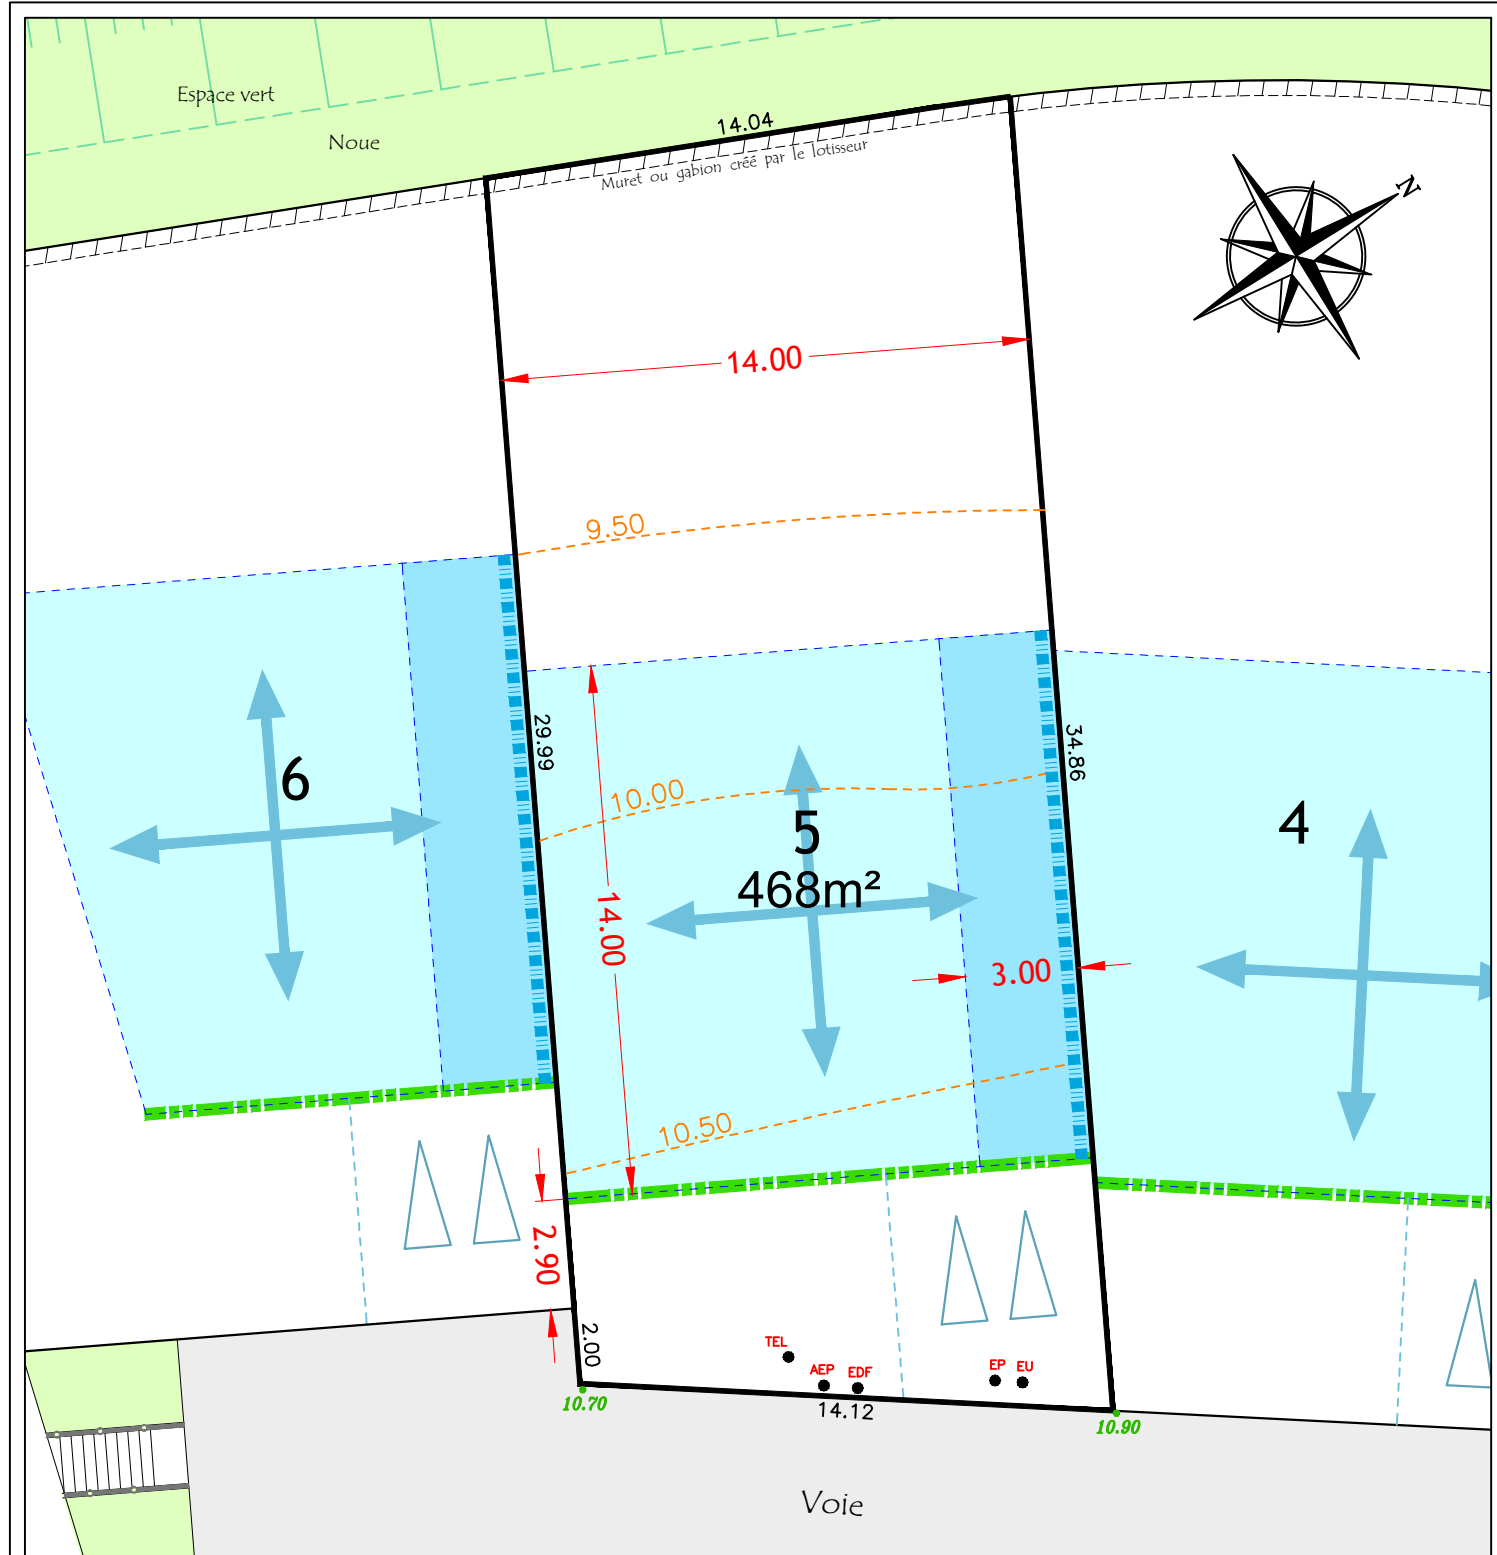 Espace vert
Noue
14.04
Muret ou gabion créé par le lotisseur
N
14.00
9.50
29.99
34.86
6
10.00
5
468m²
4
14.00
3.00
10.50
2.90
2.00
TEL
AEP
EDF
EP
EU
10.70
14.12
10.90
Voie